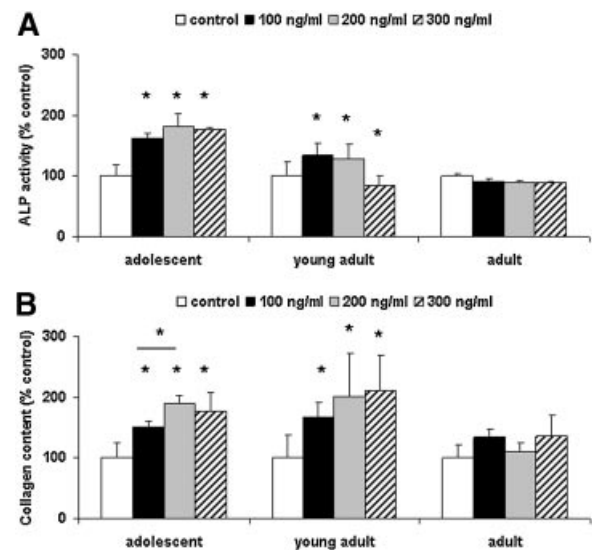 A
control 100 ng/ml 200 ng/ml 300 ng/ml
ALP activity (% control)
300
200
100
0
* * *
* * *
adolescent young adult adult
B
control 100 ng/ml 200 ng/ml 300 ng/ml
Collagen content (% control)
300
200
100
0
*
* * *
* * *
adolescent young adult adult